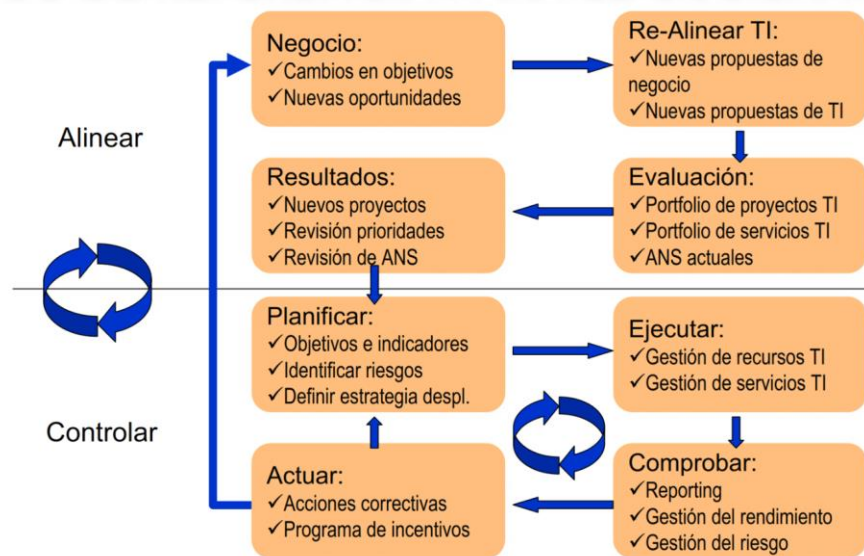 Alinear
Negocio:
✓Cambios en objetivos
✓Nuevas oportunidades
Re-Alinear TI:
✓Nuevas propuestas de
negocio
✓Nuevas propuestas de TI
Resultados:
✓Nuevos proyectos
✓Revisión prioridades
✓Revisión de ANS
Evaluación:
✓Portfolio de proyectos TI
✓Portfolio de servicios TI
✓ANS actuales
Controlar
Planificar:
✓Objetivos e indicadores
✓Identificar riesgos
✓Definir estrategia despl.
Ejecutar:
✓Gestión de recursos TI
✓Gestión de servicios TI
Actuar:
✓Acciones correctivas
✓Programa de incentivos
Comprobar:
✓Reporting
✓Gestión del rendimiento
✓Gestión del riesgo